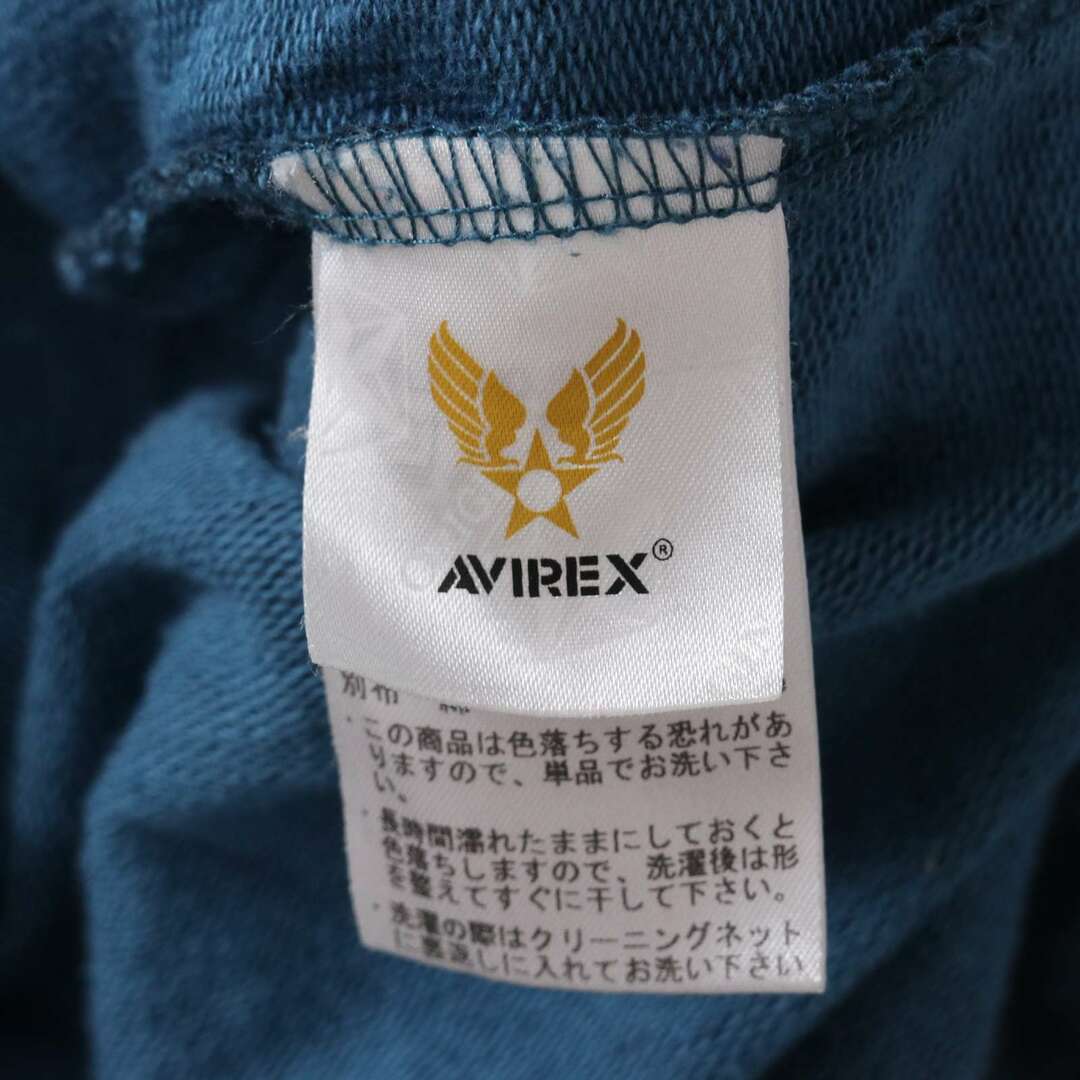 AVIREX®
別布
・この商品は色落ちする恐れがあ
りますので、単品でお洗い下さ
い。
・長時間濡れたままにしておくと
色落ちしますので、洗濯後は形
を整えてすぐに干して下さい。
・洗濯の際はクリーニングネット
に裏返しに入れてお洗い下さい